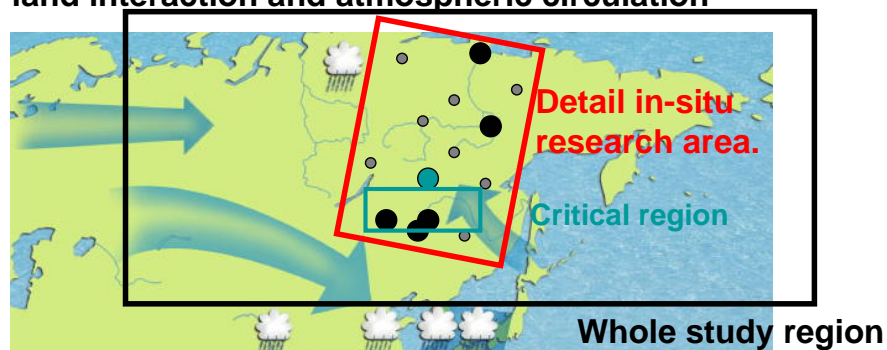 land interaction and atmospheric circulation
Detail in-situ
research area.
Critical region
Whole study region